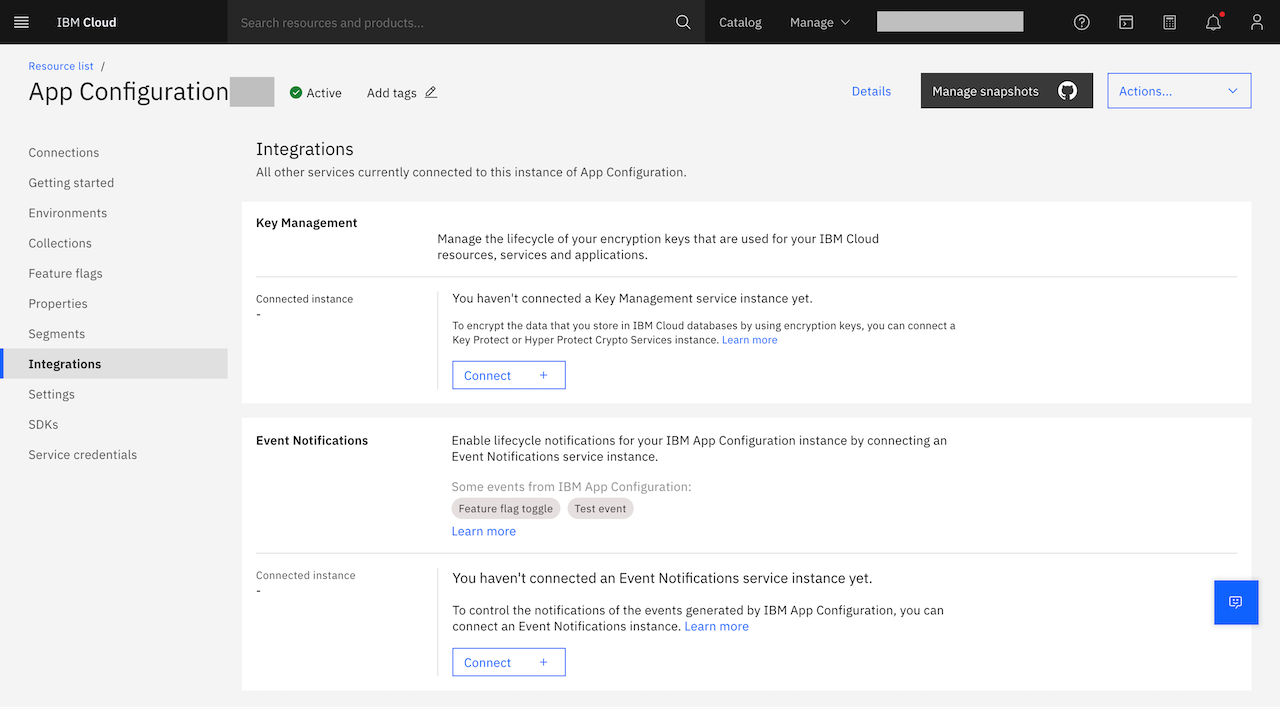 IBM Cloud
Search resources and products...
Catalog
Manage
Resource list /
App Configuration
Active
Add tags
Details
Manage snapshots
Actions...
Connections
Getting started
Environments
Collections
Feature flags
Properties
Segments
Integrations
Settings
SDKs
Service credentials
Integrations
All other services currently connected to this instance of App Configuration.
Key Management
Manage the lifecycle of your encryption keys that are used for your IBM Cloud
resources, services and applications.
Connected instance
-
You haven't connected a Key Management service instance yet.
To encrypt the data that you store in IBM Cloud databases by using encryption keys, you can connect a
Key Protect or Hyper Protect Crypto Services instance. Learn more
Connect +
Event Notifications
Enable lifecycle notifications for your IBM App Configuration instance by connecting an
Event Notifications service instance.
Some events from IBM App Configuration:
Feature flag toggle Test event
Learn more
Connected instance
-
You haven't connected an Event Notifications service instance yet.
To control the notifications of the events generated by IBM App Configuration, you can
connect an Event Notifications instance. Learn more
Connect +